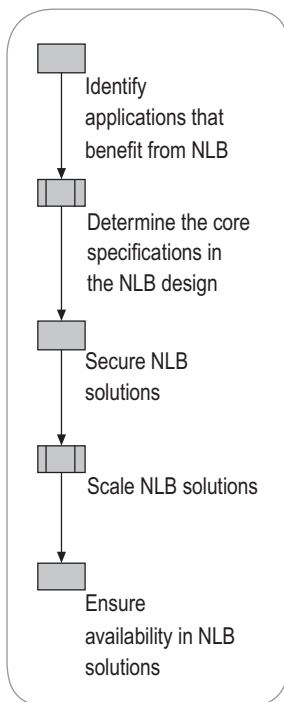 Identify
applications that
benefit from NLB
Determine the core
specifications in
the NLB design
Secure NLB
solutions
Scale NLB solutions
Ensure
availability in NLB
solutions